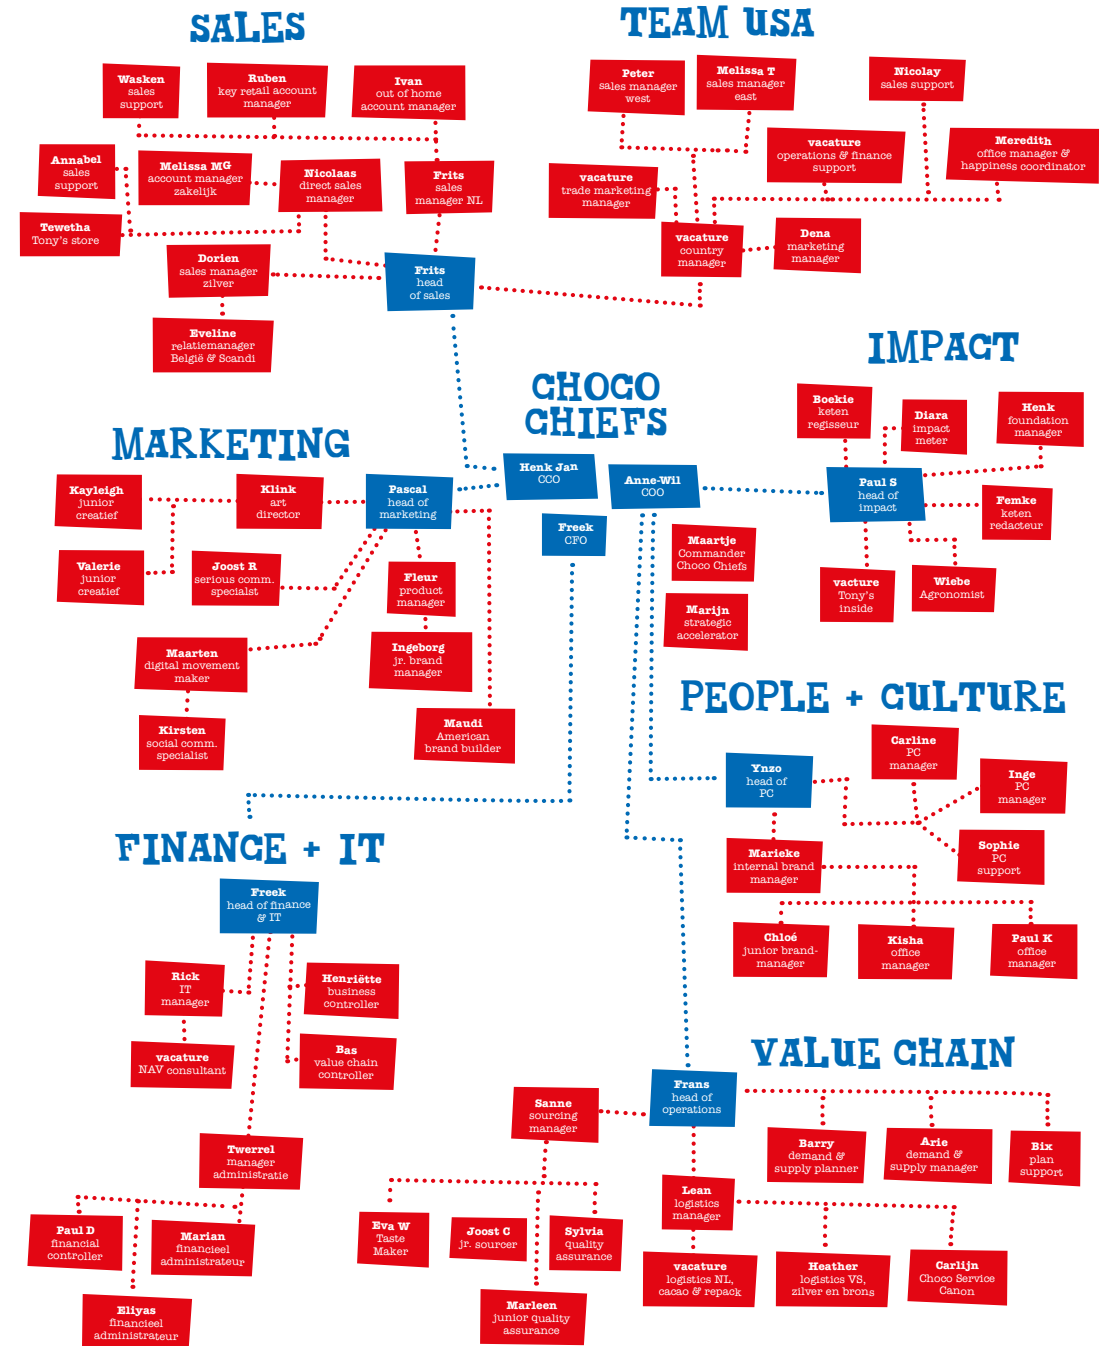 SALES
Wasken
sales
support
Ruben
key retail account
manager
Ivan
out of home
account manager
Annabel
sales
support
Melissa MG
account manager
zakelijk
Nicolaas
direct sales
manager
Frits
sales
manager NL
Tewetha
Tony's store
Dorien
sales manager
zilver
Frits
head
of sales
Eveline
relatiemanager
België & Scandi
TEAM USA
Peter
sales manager
west
Melissa T
sales manager
east
Nicolay
sales support
vacature
operations & finance
support
Meredith
office manager &
happiness coordinator
vacature
trade marketing
manager
vacature
country
manager
Dena
marketing
manager
CHOCO
CHIEFS
Henk Jan
CCO
Anne-Wil
COO
Freek
CFO
Maartje
Commander
Choco Chiefs
Marijn
strategic
accelerator
IMPACT
Boekie
keten
regisseur
Diara
impact
meter
Henk
foundation
manager
Paul S
head of
impact
Femke
keten
redacteur
vacture
Tony's
inside
Wiebe
Agronomist
MARKETING
Kayleigh
junior
creatief
Klink
art
director
Pascal
head of
marketing
Valerie
junior
creatief
Joost R
serious comm.
specialst
Fleur
product
manager
Maarten
digital movement
maker
Ingeborg
jr. brand
manager
Kirsten
social comm.
specialist
Maudi
American
brand builder
PEOPLE + CULTURE
Carline
PC
manager
Ynzo
head of
PC
Inge
PC
manager
Marieke
internal brand
manager
Sophie
PC
support
Chloé
junior brand-
manager
Kisha
office
manager
Paul K
office
manager
FINANCE + IT
Freek
head of finance
& IT
Rick
IT
manager
Henriëtte
business
controller
vacature
NAV consultant
Bas
value chain
controller
Twerrel
manager
administratie
Paul D
financial
controller
Marian
financieel
administrateur
Eliyas
financieel
administrateur
VALUE CHAIN
Frans
head of
operations
Sanne
sourcing
manager
Barry
demand &
supply planner
Arie
demand &
supply manager
Bix
plan
support
Lean
logistics
manager
Eva W
Taste
Maker
Joost C
jr. sourcer
Sylvia
quality
assurance
Marleen
junior quality
assurance
vacature
logistics NL,
cacao & repack
Heather
logistics VS,
zilver en brons
Carlijn
Choco Service
Canon